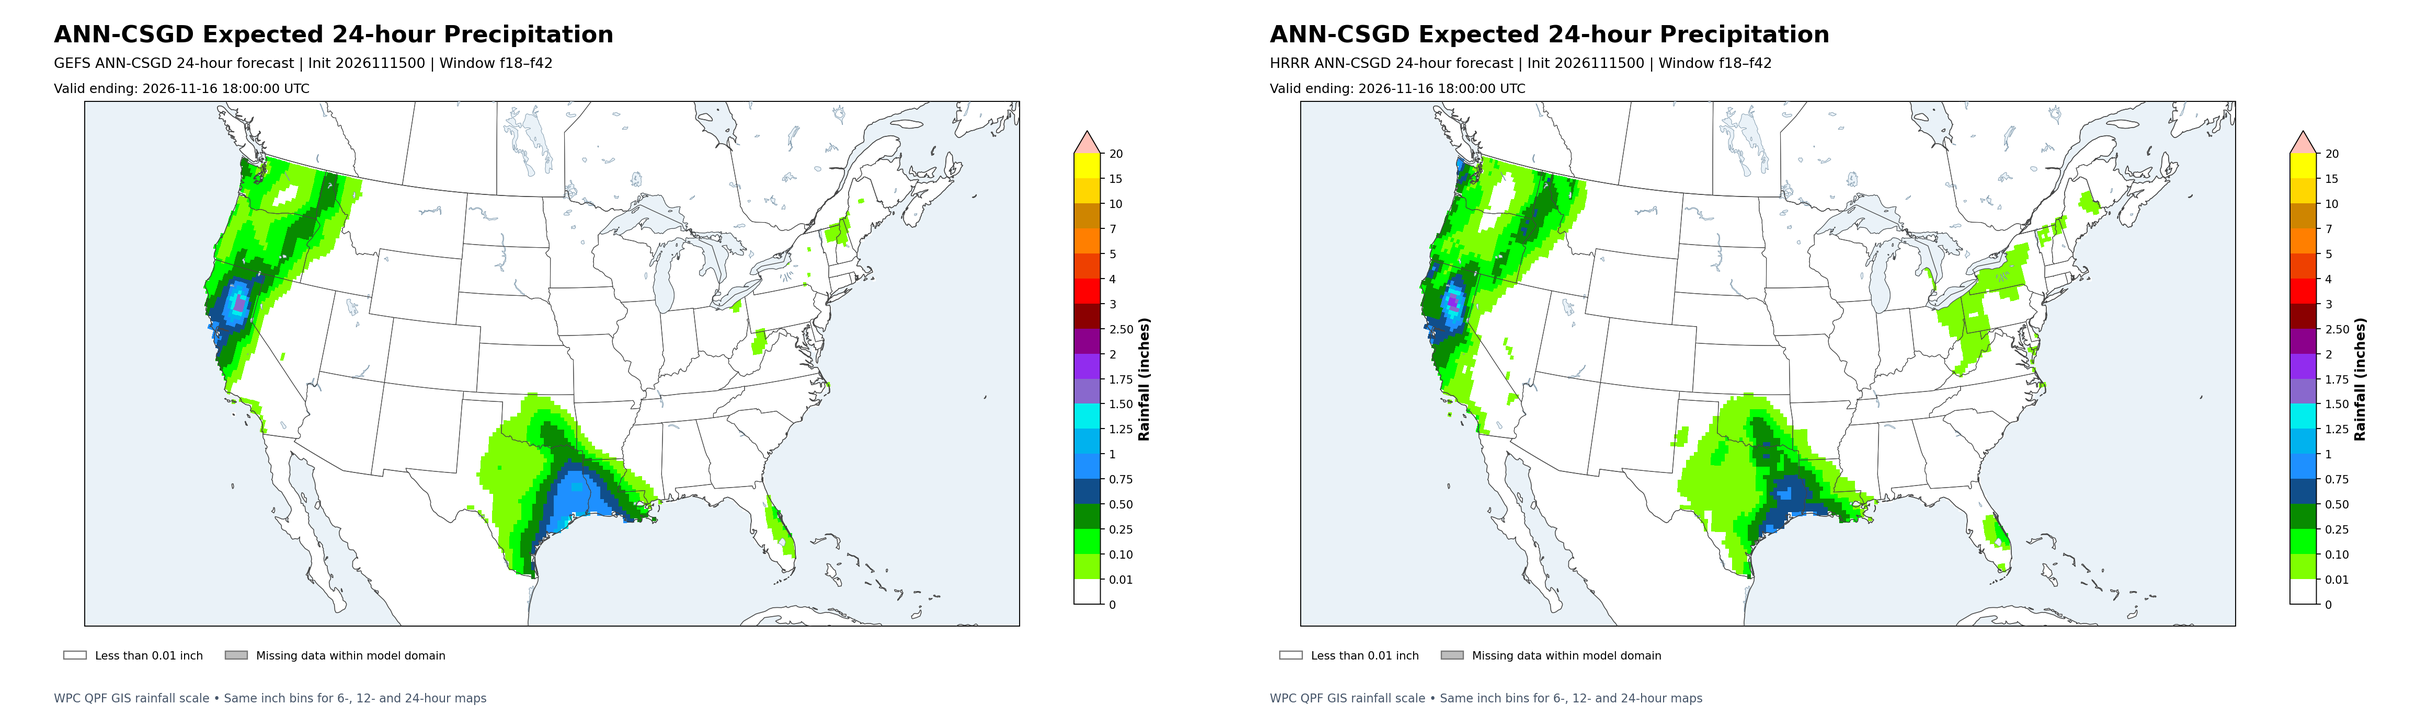 ANN-CSGD Expected 24-hour Precipitation
GEFS ANN-CSGD 24-hour forecast | Init 2026111500 | Window f18–f42
Valid ending: 2026-11-16 18:00:00 UTC
20
15
10
7
5
4
3
2.50
2
1.75
1.50
1.25
1
0.75
0.50
0.25
0.10
0.01
0
Rainfall (inches)
Less than 0.01 inch
Missing data within model domain
WPC QPF GIS rainfall scale • Same inch bins for 6-, 12- and 24-hour maps
ANN-CSGD Expected 24-hour Precipitation
HRRR ANN-CSGD 24-hour forecast | Init 2026111500 | Window f18–f42
Valid ending: 2026-11-16 18:00:00 UTC
20
15
10
7
5
4
3
2.50
2
1.75
1.50
1.25
1
0.75
0.50
0.25
0.10
0.01
0
Rainfall (inches)
Less than 0.01 inch
Missing data within model domain
WPC QPF GIS rainfall scale • Same inch bins for 6-, 12- and 24-hour maps